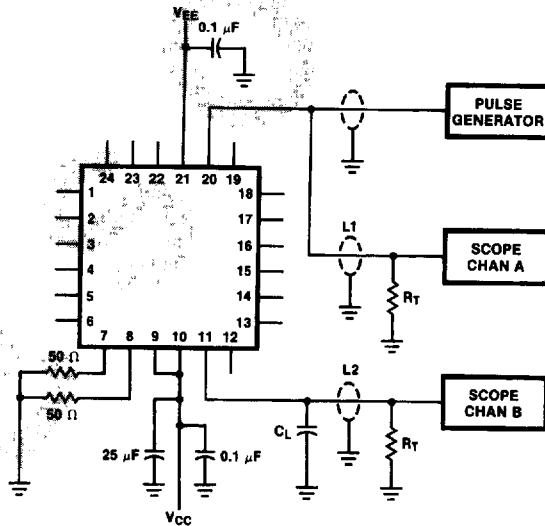 VEE
0.1 μF
PULSE
GENERATOR
24 23 22 21 20 19
1
2
3
4
5
6
18
17
16
15
14
13
7 8 9 10 11 12
L1
SCOPE
CHAN A
RT
50 Ω
50 Ω
25 μF
0.1 μF
VCC
L2
CL
SCOPE
CHAN B
RT